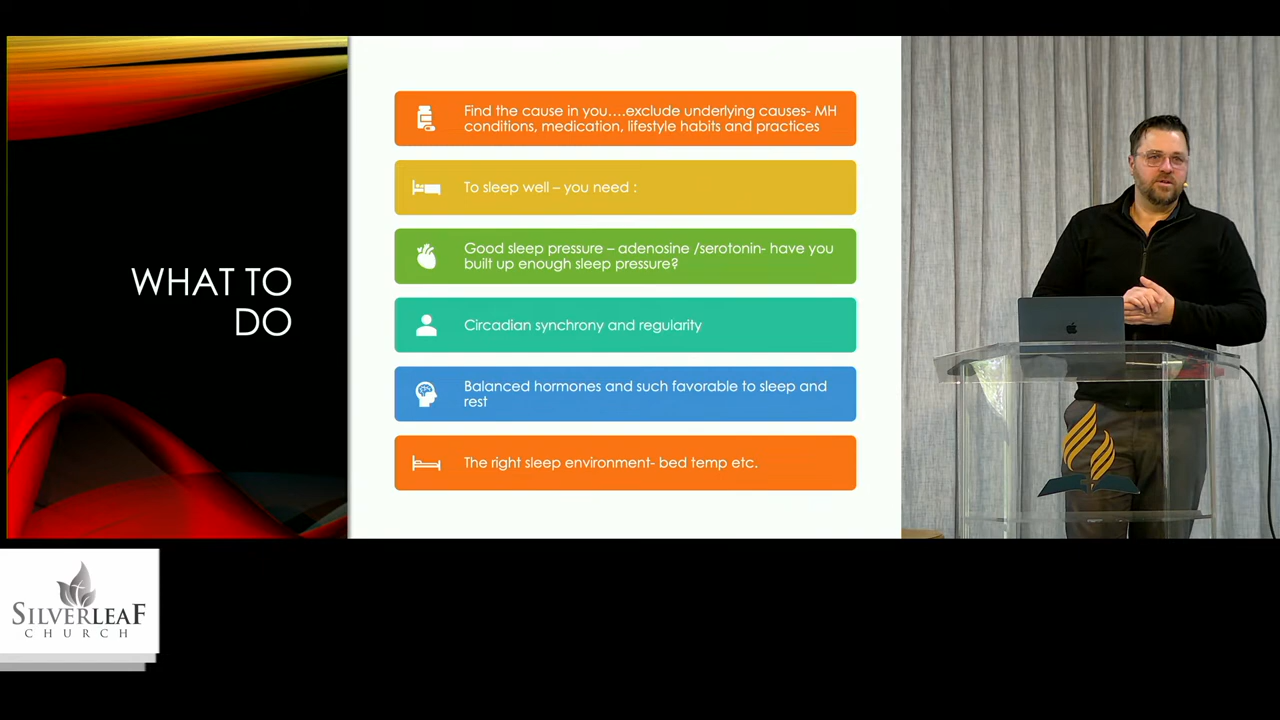 WHAT TO
DO
Find the cause in you....exclude underlying causes- MH
conditions, medication, lifestyle habits and practices
To sleep well – you need :
Good sleep pressure – adenosine /serotonin- have you
built up enough sleep pressure?
Circadian synchrony and regularity
Balanced hormones and such favorable to sleep and
rest
The right sleep environment- bed temp etc.
SILVERLEAF
CHURCH